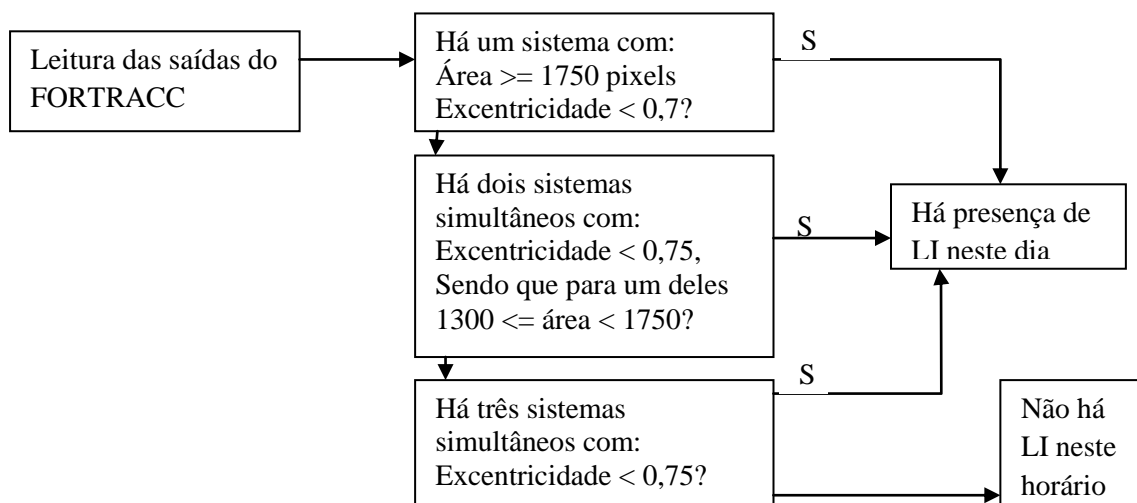 Leitura das saídas do
FORTRACC
Há um sistema com:
Área >= 1750 pixels
Excentricidade < 0,7?
S
Há dois sistemas
simultâneos com:
Excentricidade < 0,75,
Sendo que para um deles
1300 <= área < 1750?
S
Há presença de
LI neste dia
Há três sistemas
simultâneos com:
Excentricidade < 0,75?
S
Não há
LI neste
horário